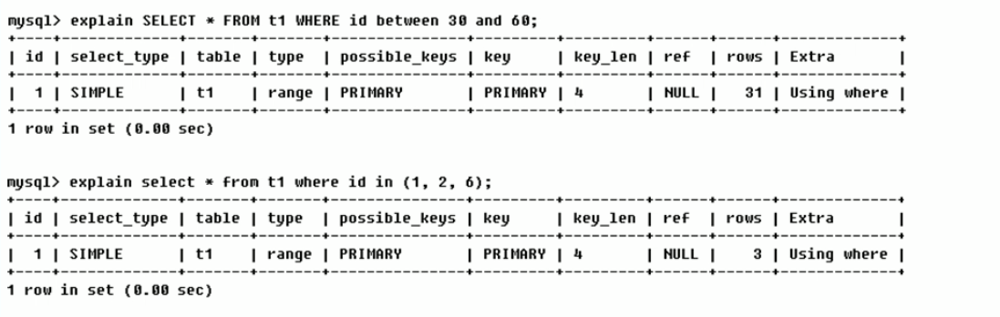 mysql> explain SELECT * FROM t1 WHERE id between 30 and 60;
+----+-------------+-------+-------+---------------+---------+---------+------+------+-------------+
| id | select_type | table | type  | possible_keys | key     | key_len | ref  | rows | Extra       |
+----+-------------+-------+-------+---------------+---------+---------+------+------+-------------+
|  1 | SIMPLE      | t1    | range | PRIMARY       | PRIMARY | 4       | NULL |   31 | Using where |
+----+-------------+-------+-------+---------------+---------+---------+------+------+-------------+
1 row in set (0.00 sec)
mysql> explain select * from t1 where id in (1, 2, 6);
+----+-------------+-------+-------+---------------+---------+---------+------+------+-------------+
| id | select_type | table | type  | possible_keys | key     | key_len | ref  | rows | Extra       |
+----+-------------+-------+-------+---------------+---------+---------+------+------+-------------+
|  1 | SIMPLE      | t1    | range | PRIMARY       | PRIMARY | 4       | NULL |    3 | Using where |
+----+-------------+-------+-------+---------------+---------+---------+------+------+-------------+
1 row in set (0.00 sec)